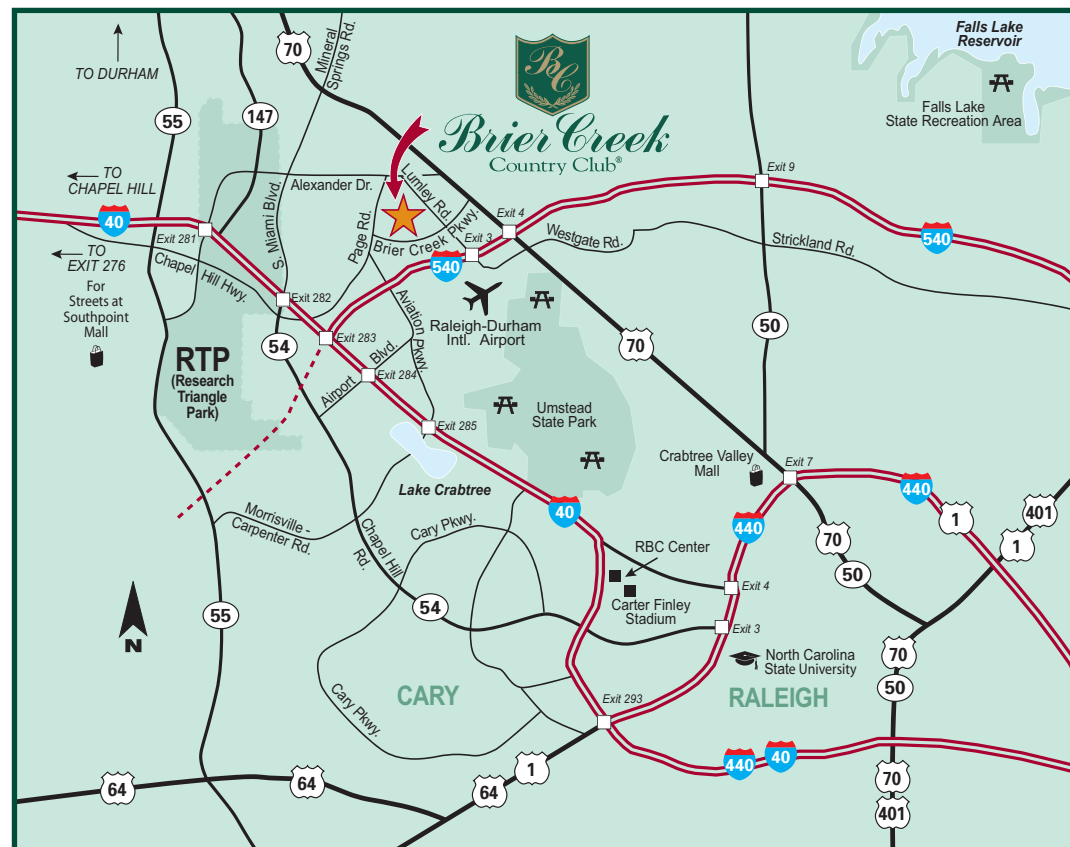 TO DURHAM
70
Mineral
Springs Rd.
Falls Lake
Reservoir
BC
Brier Creek
Country Club®
Falls Lake
State Recreation Area
55
147
TO
CHAPEL HILL
Alexander Dr.
Lumley Rd.
Exit 9
40
Exit 281
S. Miami Blvd.
Page Rd.
Brier Creek Pkwy.
Exit 4
Exit 3
Westgate Rd.
Strickland Rd.
540
540
TO
EXIT 276
For
Streets at
Southpoint
Mall
Chapel Hill Hwy.
Exit 282
Aviation Pkwy.
Raleigh-Durham
Intl. Airport
54
Exit 283
50
70
RTP
(Research
Triangle
Park)
Airport Blvd.
Exit 284
Umstead
State Park
Exit 285
Crabtree Valley
Mall
Exit 7
Lake Crabtree
440
440
1
401
1
40
Morrisville -
Carpenter Rd.
Cary Pkwy.
Chapel Hill
Rd.
RBC Center
70
50
Exit 4
Carter Finley
Stadium
54
55
N
Exit 3
North Carolina
State University
70
50
CARY
RALEIGH
Cary Pkwy.
Exit 293
440
40
64
64
64
1
70
401